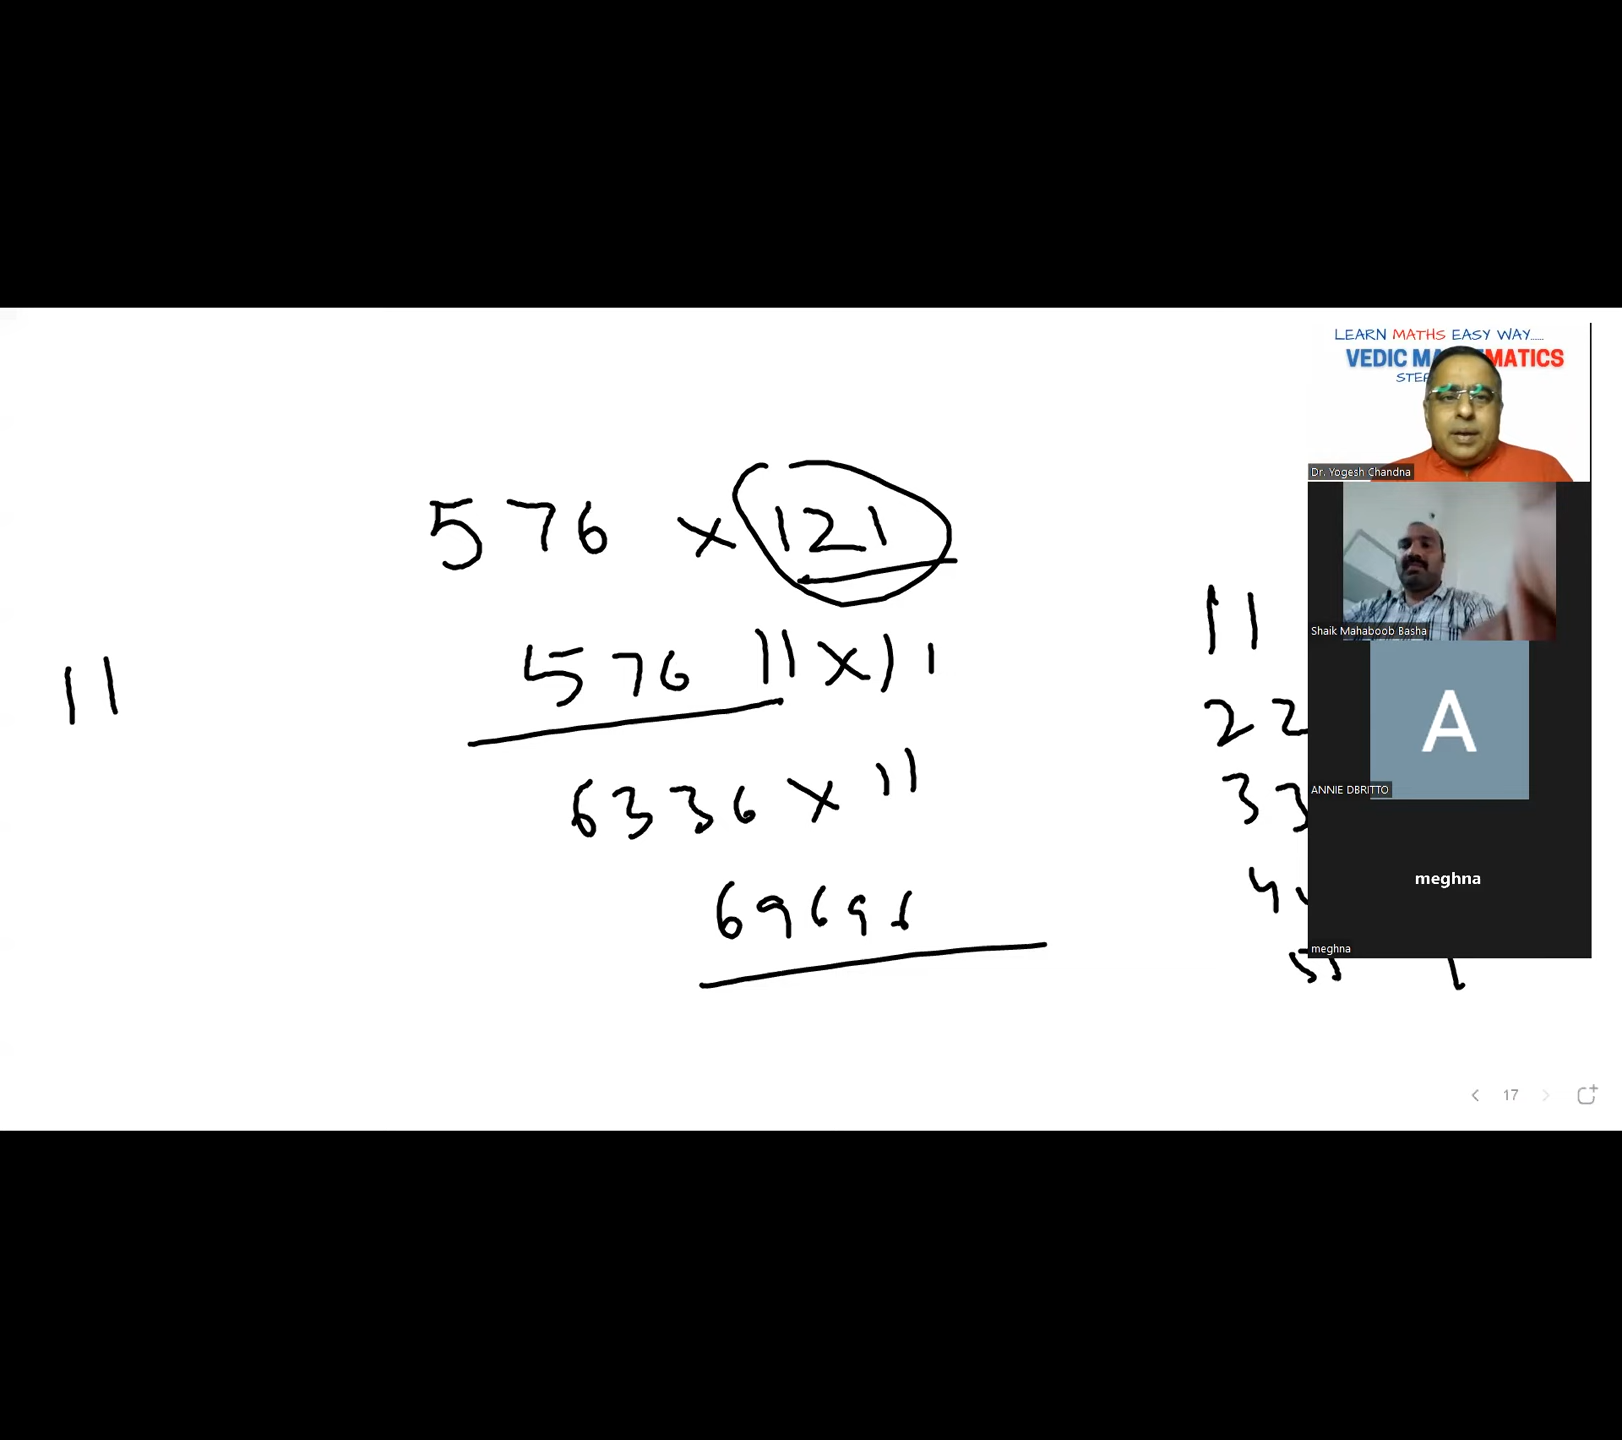 LEARN MATHS EASY WAY......
VEDIC MATICS
Dr. Yogesh Chandna
576 × 121
Shaik Mahaboob Basha
11
576 11×11
11
22
6336 × 11
33
ANNIE DBRITTO
A
69696
meghna
meghna
17